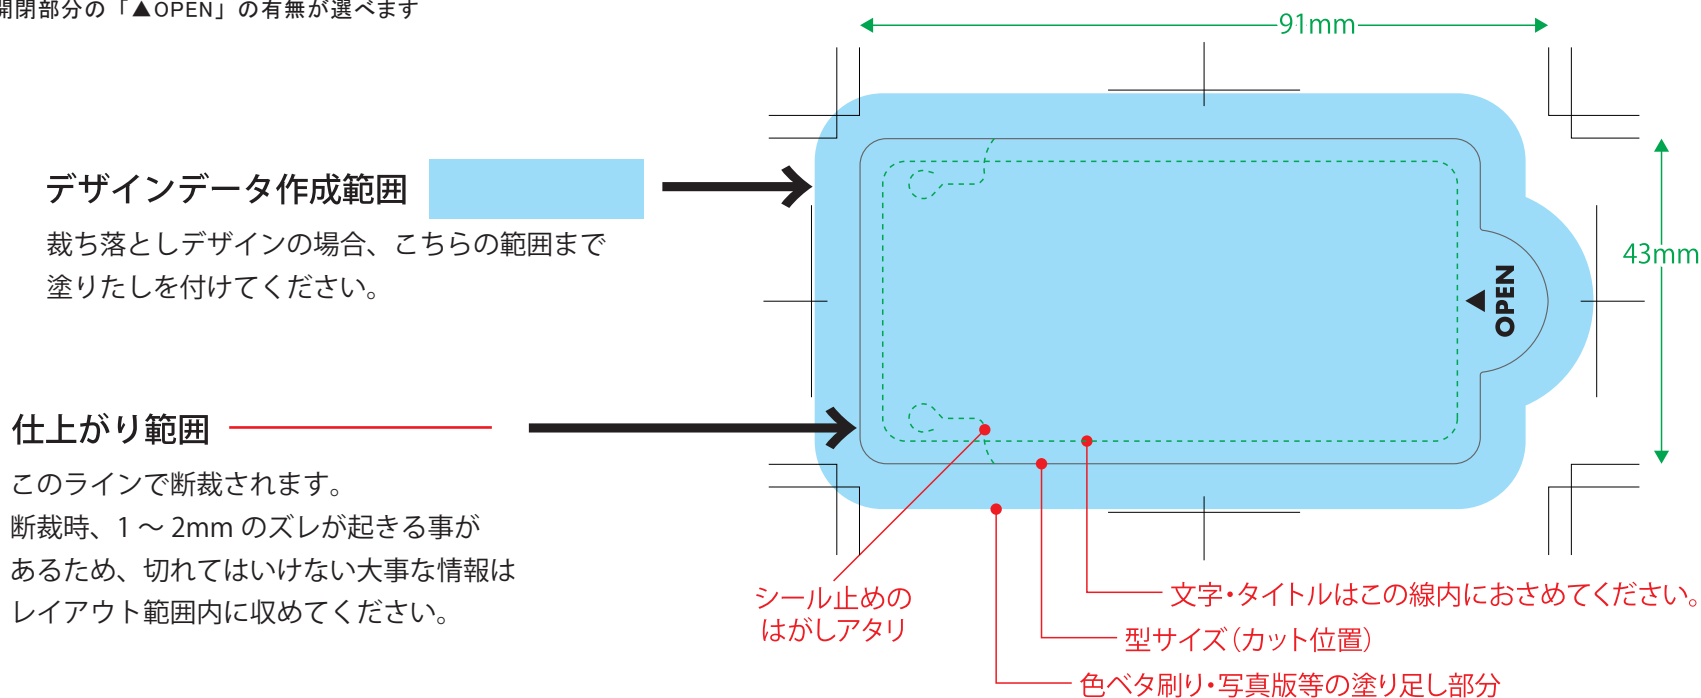 開閉部分の「▲OPEN」の有無が選べます
91mm
デザインデータ作成範囲
裁ち落としデザインの場合、こちらの範囲まで
塗りたしを付けてください。
43mm
▲OPEN
仕上がり範囲
このラインで断裁されます。
断裁時、1 ～ 2mm のズレが起きる事が
あるため、切れてはいけない大事な情報は
レイアウト範囲内に収めてください。
シール止めの
はがしアタリ
文字・タイトルはこの線内におさめてください。
型サイズ（カット位置）
色ベタ刷り・写真版等の塗り足し部分